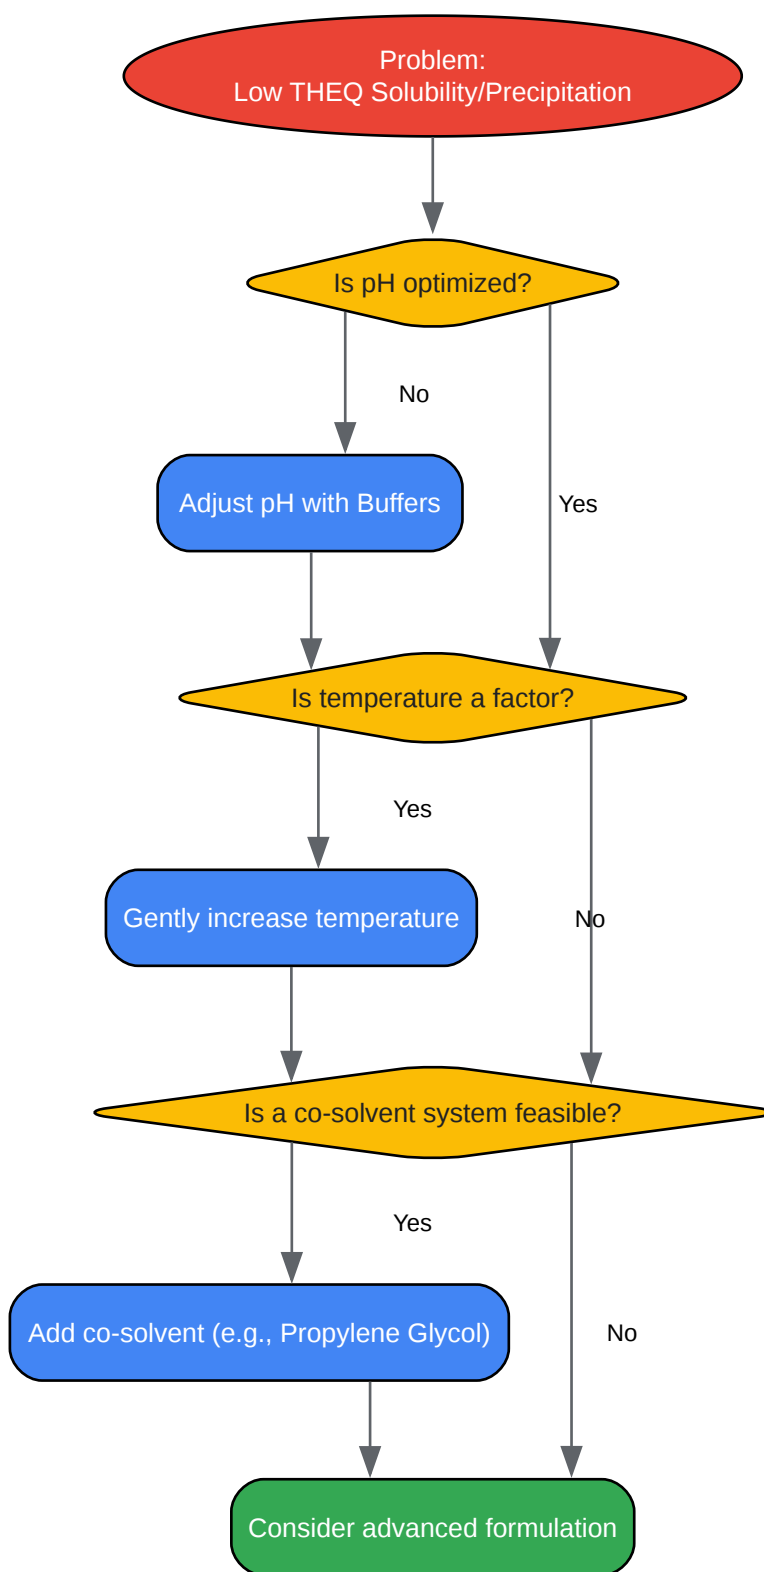 Problem:
Low THEQ Solubility/Precipitation
Is pH optimized?
No
Adjust pH with Buffers
Yes
Is temperature a factor?
Yes
Gently increase temperature
No
Is a co-solvent system feasible?
Yes
Add co-solvent (e.g., Propylene Glycol)
No
Consider advanced formulation